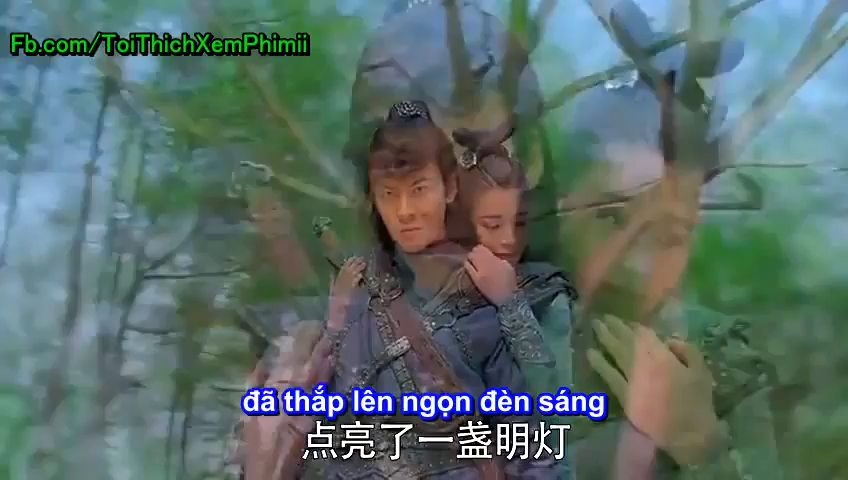 Fb.com/ToiThichXemPhimii
đã thắp lên ngọn đèn sáng
点亮了一盏明灯